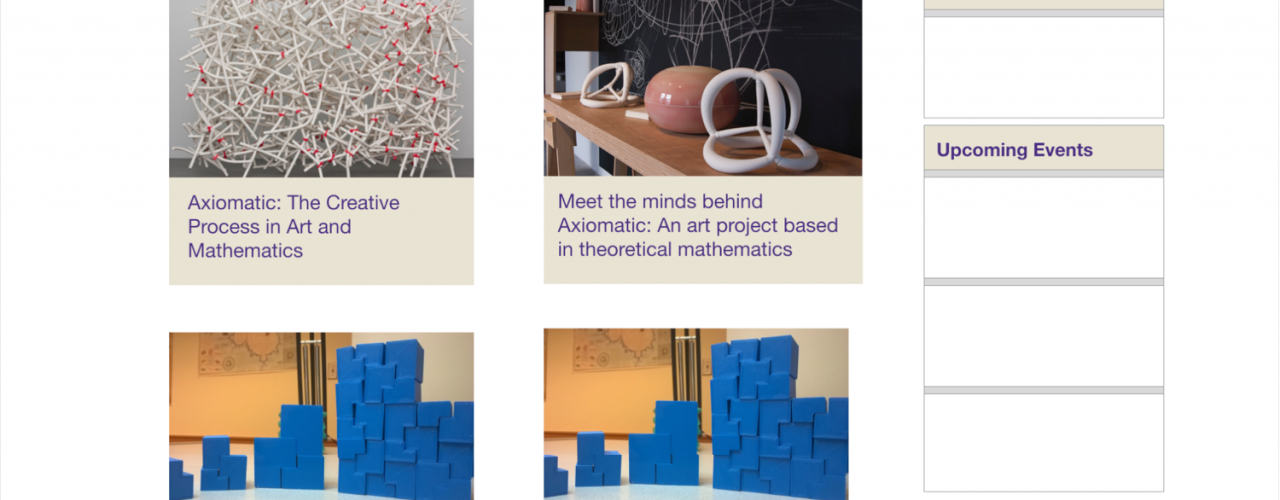 Axiomatic: The Creative
Process in Art and
Mathematics
Meet the minds behind
Axiomatic: An art project based
in theoretical mathematics
Upcoming Events